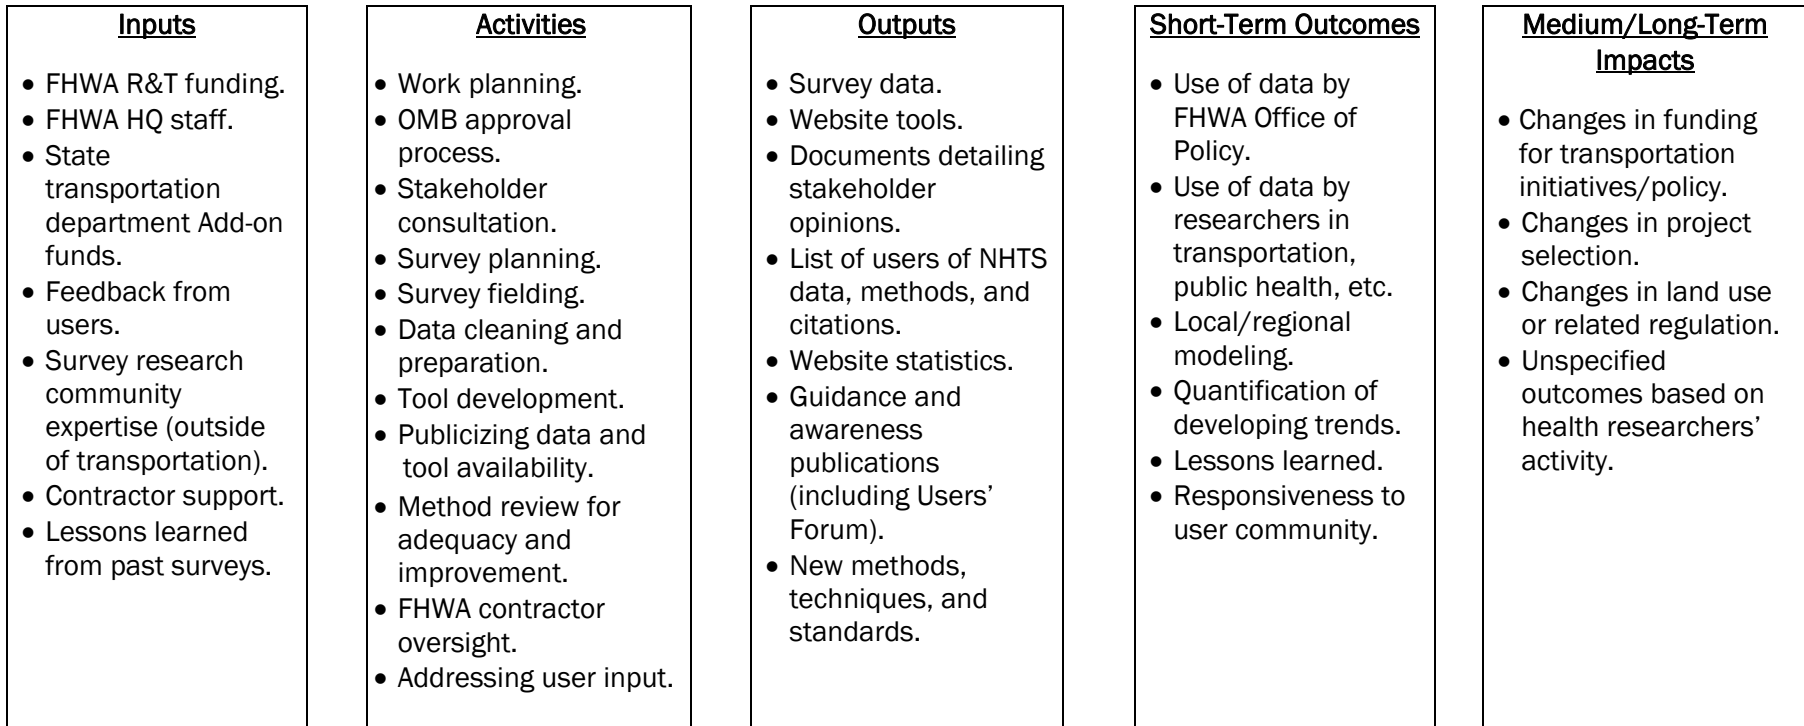 Inputs
• FHWA R&T funding.
• FHWA HQ staff.
• State
transportation
department Add-on
funds.
• Feedback from
users.
• Survey research
community
expertise (outside
of transportation).
• Contractor support.
• Lessons learned
from past surveys.
Activities
• Work planning.
• OMB approval
process.
• Stakeholder
consultation.
• Survey planning.
• Survey fielding.
• Data cleaning and
preparation.
• Tool development.
• Publicizing data and
tool availability.
• Method review for
adequacy and
improvement.
• FHWA contractor
oversight.
• Addressing user input.
Outputs
• Survey data.
• Website tools.
• Documents detailing
stakeholder
opinions.
• List of users of NHTS
data, methods, and
citations.
• Website statistics.
• Guidance and
awareness
publications
(including Users’
Forum).
• New methods,
techniques, and
standards.
Short-Term Outcomes
• Use of data by
FHWA Office of
Policy.
• Use of data by
researchers in
transportation,
public health, etc.
• Local/regional
modeling.
• Quantification of
developing trends.
• Lessons learned.
• Responsiveness to
user community.
Medium/Long-Term
Impacts
• Changes in funding
for transportation
initiatives/policy.
• Changes in project
selection.
• Changes in land use
or related regulation.
• Unspecified
outcomes based on
health researchers’
activity.